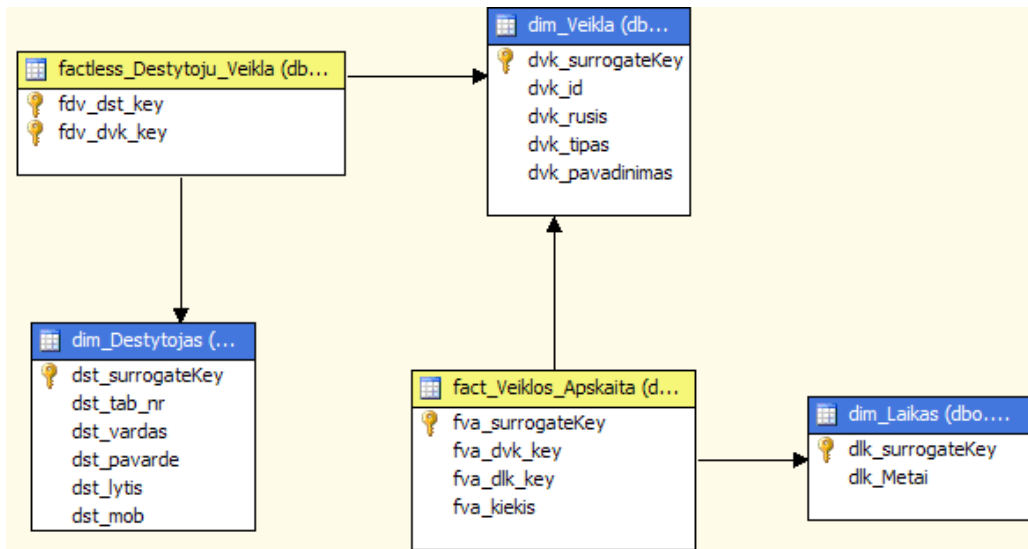 dim_Veikla (db...
dvk_surrogateKey
dvk_id
dvk_rusis
dvk_tipas
dvk_pavadinimas
factless_Destytoju_Veikla (db...
fdv_dst_key
fdv_dvk_key
dim_Destytojas (...
dst_surrogateKey
dst_tab_nr
dst_vardas
dst_pavarde
dst_lytis
dst_mob
fact_Veiklos_Apskaita (d...
fva_surrogateKey
fva_dvk_key
fva_dlk_key
fva_kiekis
dim_Laikas (dbo....
dlk_surrogateKey
dlk_Metai